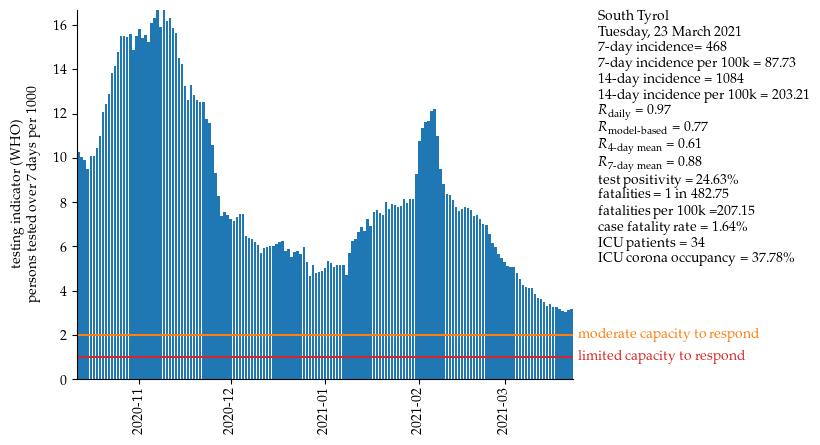 testing indicator (WHO)
persons tested over 7 days per 1000
16
14
12
10
8
6
4
2
0
2020-11
2020-12
2021-01
2021-02
2021-03
moderate capacity to respond
limited capacity to respond
South Tyrol
Tuesday, 23 March 2021
7-day incidence= 468
7-day incidence per 100k = 87.73
14-day incidence = 1084
14-day incidence per 100k = 203.21
R daily = 0.97
R model-based = 0.77
R 4-day mean = 0.61
R 7-day mean = 0.88
test positivity = 24.63%
fatalities = 1 in 482.75
fatalities per 100k =207.15
case fatality rate = 1.64%
ICU patients = 34
ICU corona occupancy = 37.78%